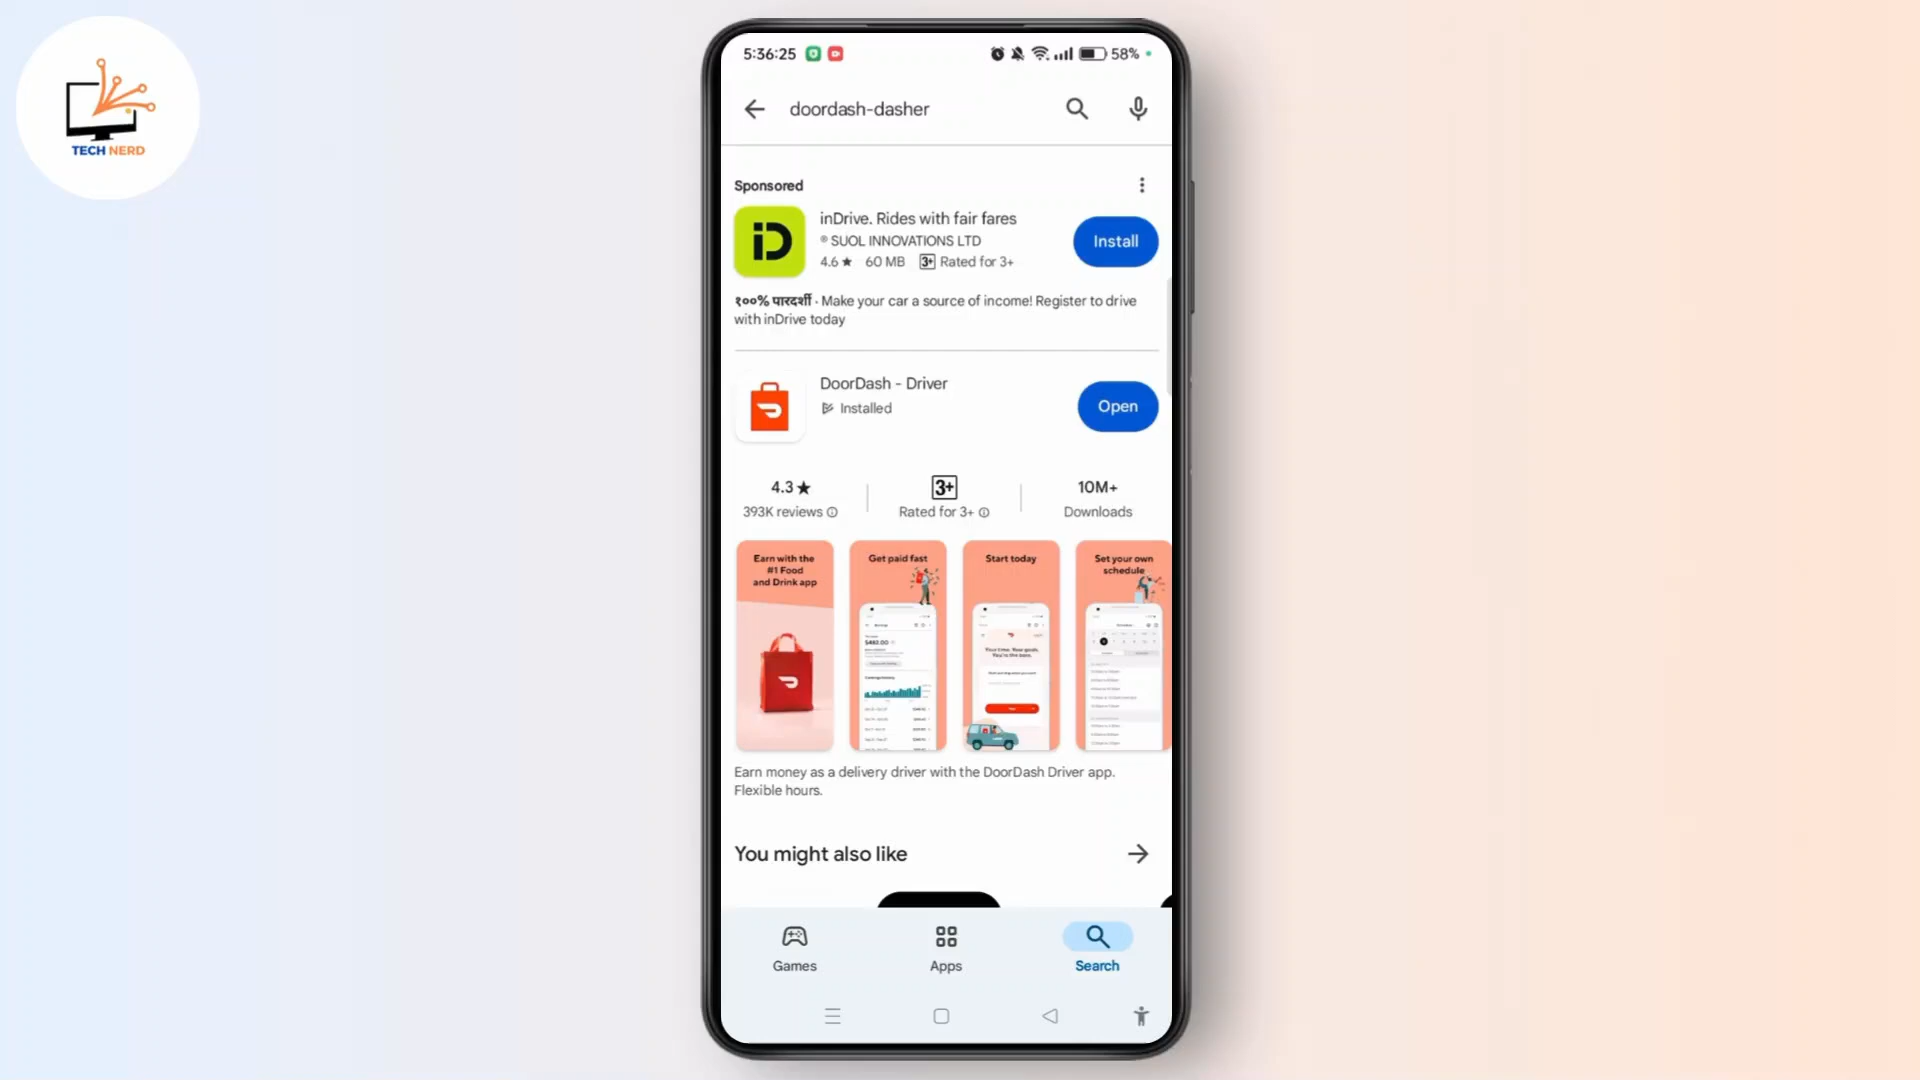 TECH NERD
5:36:25
58%
doordash-dasher
Sponsored
inDrive. Rides with fair fares
® SUOL INNOVATIONS LTD
4.6 ★ 60 MB 3+ Rated for 3+
Install
१००% पारदर्शी · Make your car a source of income! Register to drive
with inDrive today
DoorDash - Driver
Installed
Open
4.3 ★
393K reviews
3+
Rated for 3+
10M+
Downloads
Earn with the
#1 Food
and Drink app
Get paid fast
Start today
Set your own
schedule
Earn money as a delivery driver with the DoorDash Driver app.
Flexible hours.
You might also like
Games
Apps
Search